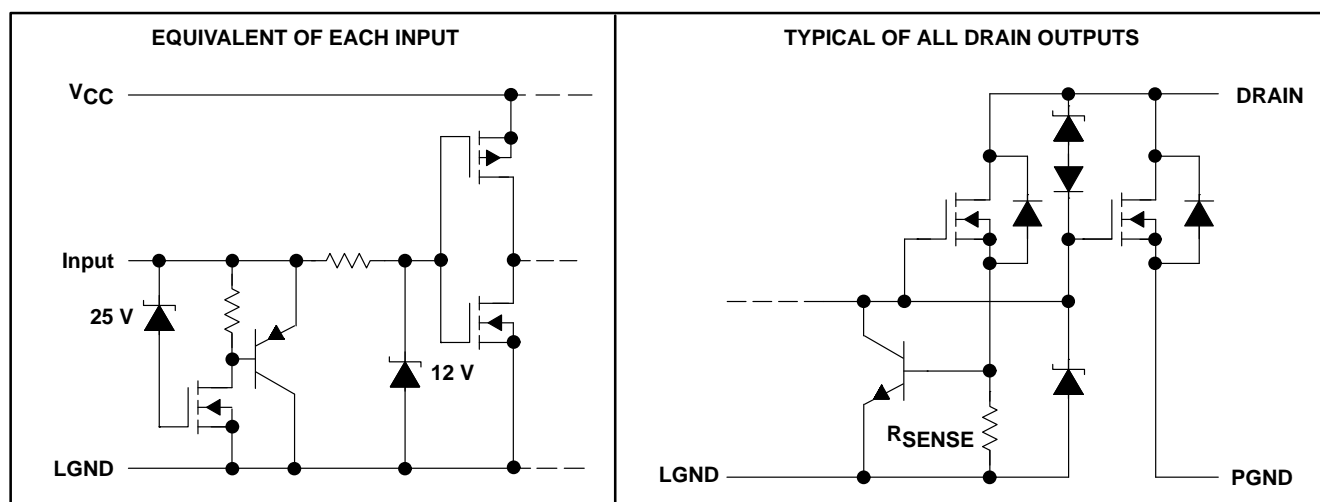 EQUIVALENT OF EACH INPUT
VCC
Input
25 V
12 V
LGND
TYPICAL OF ALL DRAIN OUTPUTS
DRAIN
RSENSE
LGND
PGND